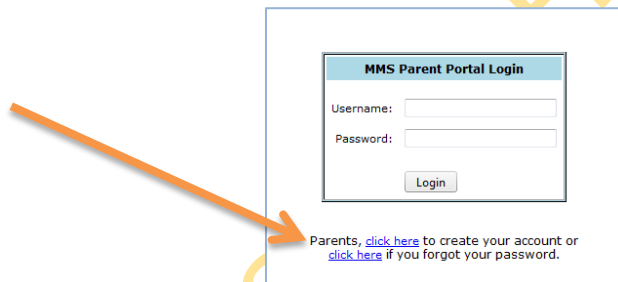 MMS Parent Portal Login
Username:
Password:
Login
Parents, click here to create your account or
click here if you forgot your password.